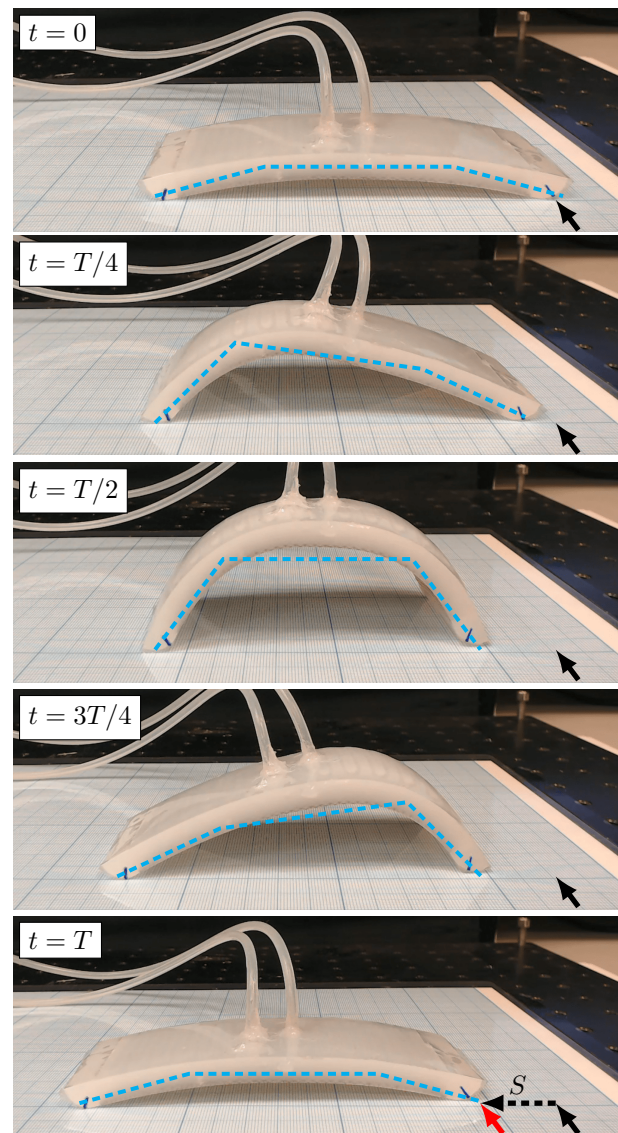 t = 0
t = T/4
t = T/2
t = 3T/4
t = T
S